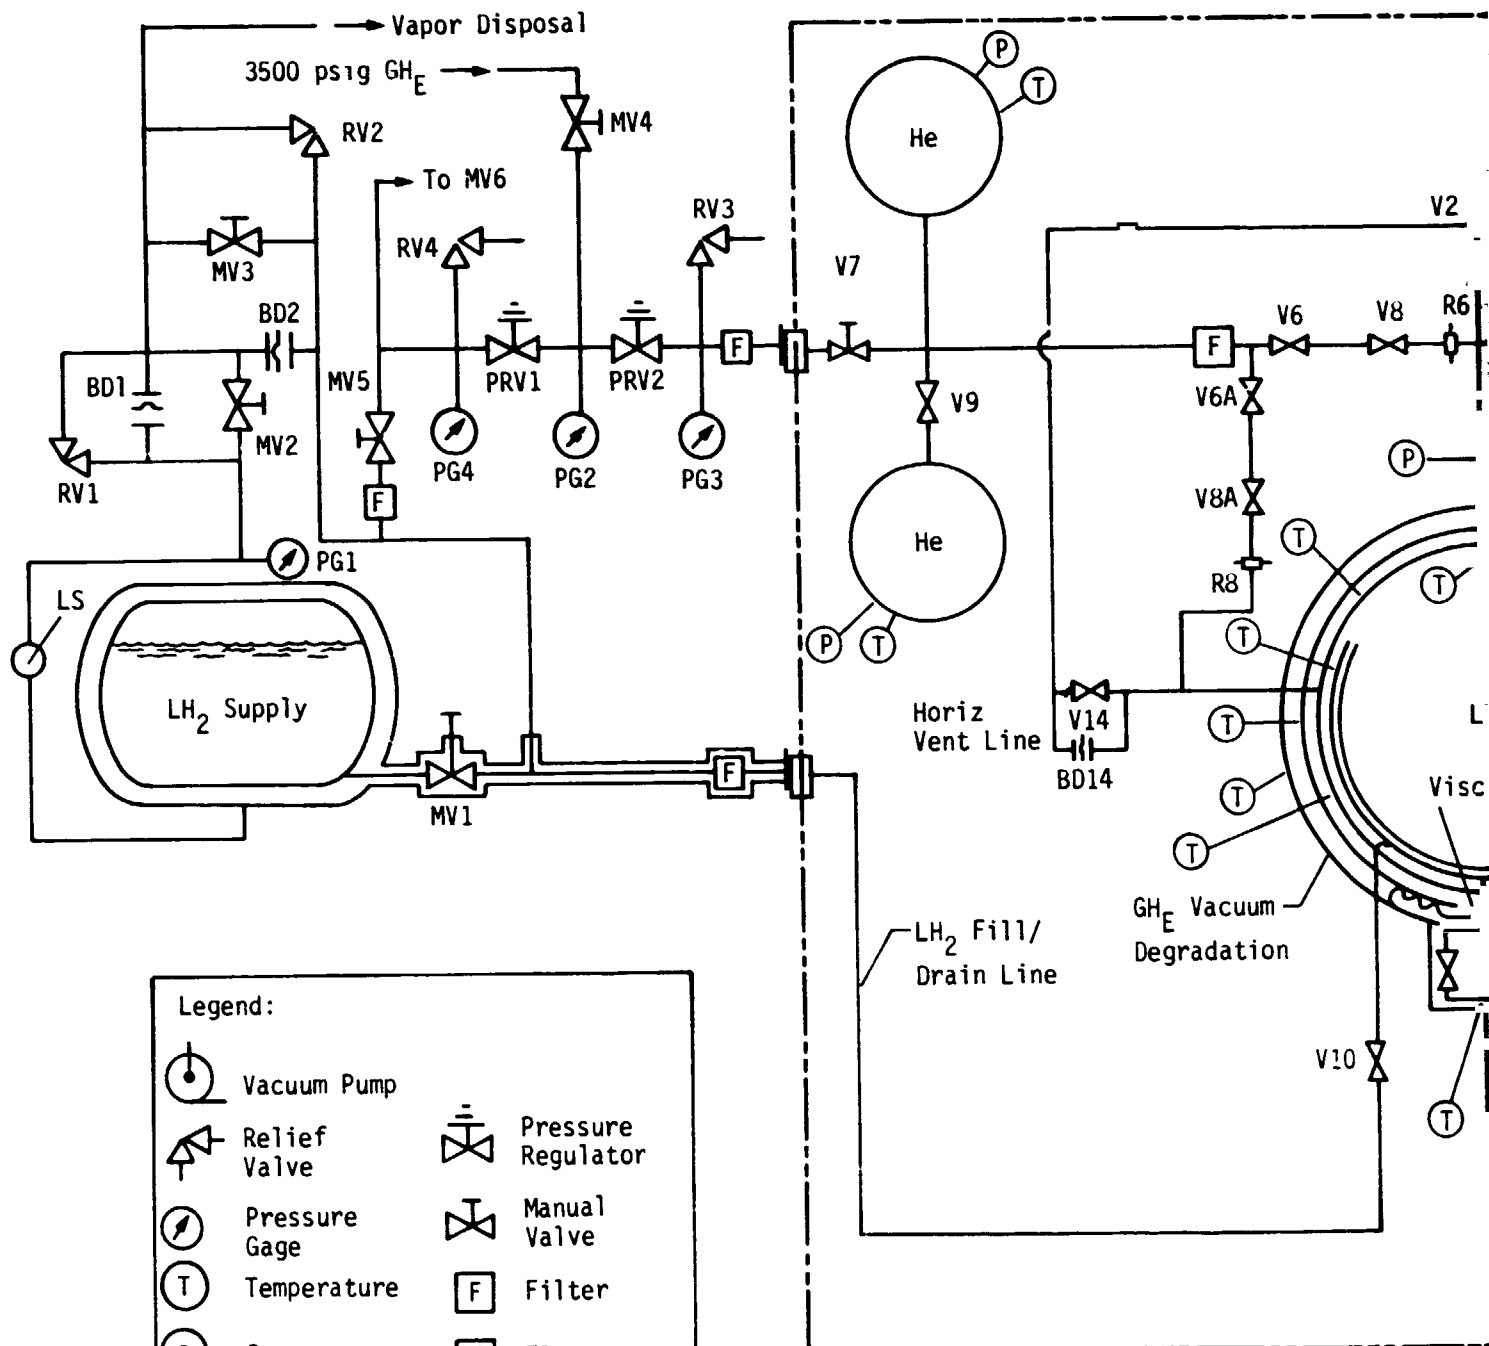 Vapor Disposal
3500 psig GHE
MV4
RV2
To MV6
RV3
RV4
MV3
V7
V2
BD2
PRV1
PRV2
F
F
V6
V8
R6
BD1
MV5
V6A
V9
MV2
RV1
PG4
PG2
PG3
F
V8A
PG1
He
He
P
T
P
T
P
R8
T
T
T
T
T
T
T
LS
LH2 Supply
MV1
F
Horiz
Vent Line
V14
BD14
L
Visc
GHE Vacuum
Degradation
LH2 Fill/
Drain Line
V10
T
Legend:
Vacuum Pump
Relief
Valve
Pressure
Regulator
Pressure
Gage
Manual
Valve
T Temperature
F Filter